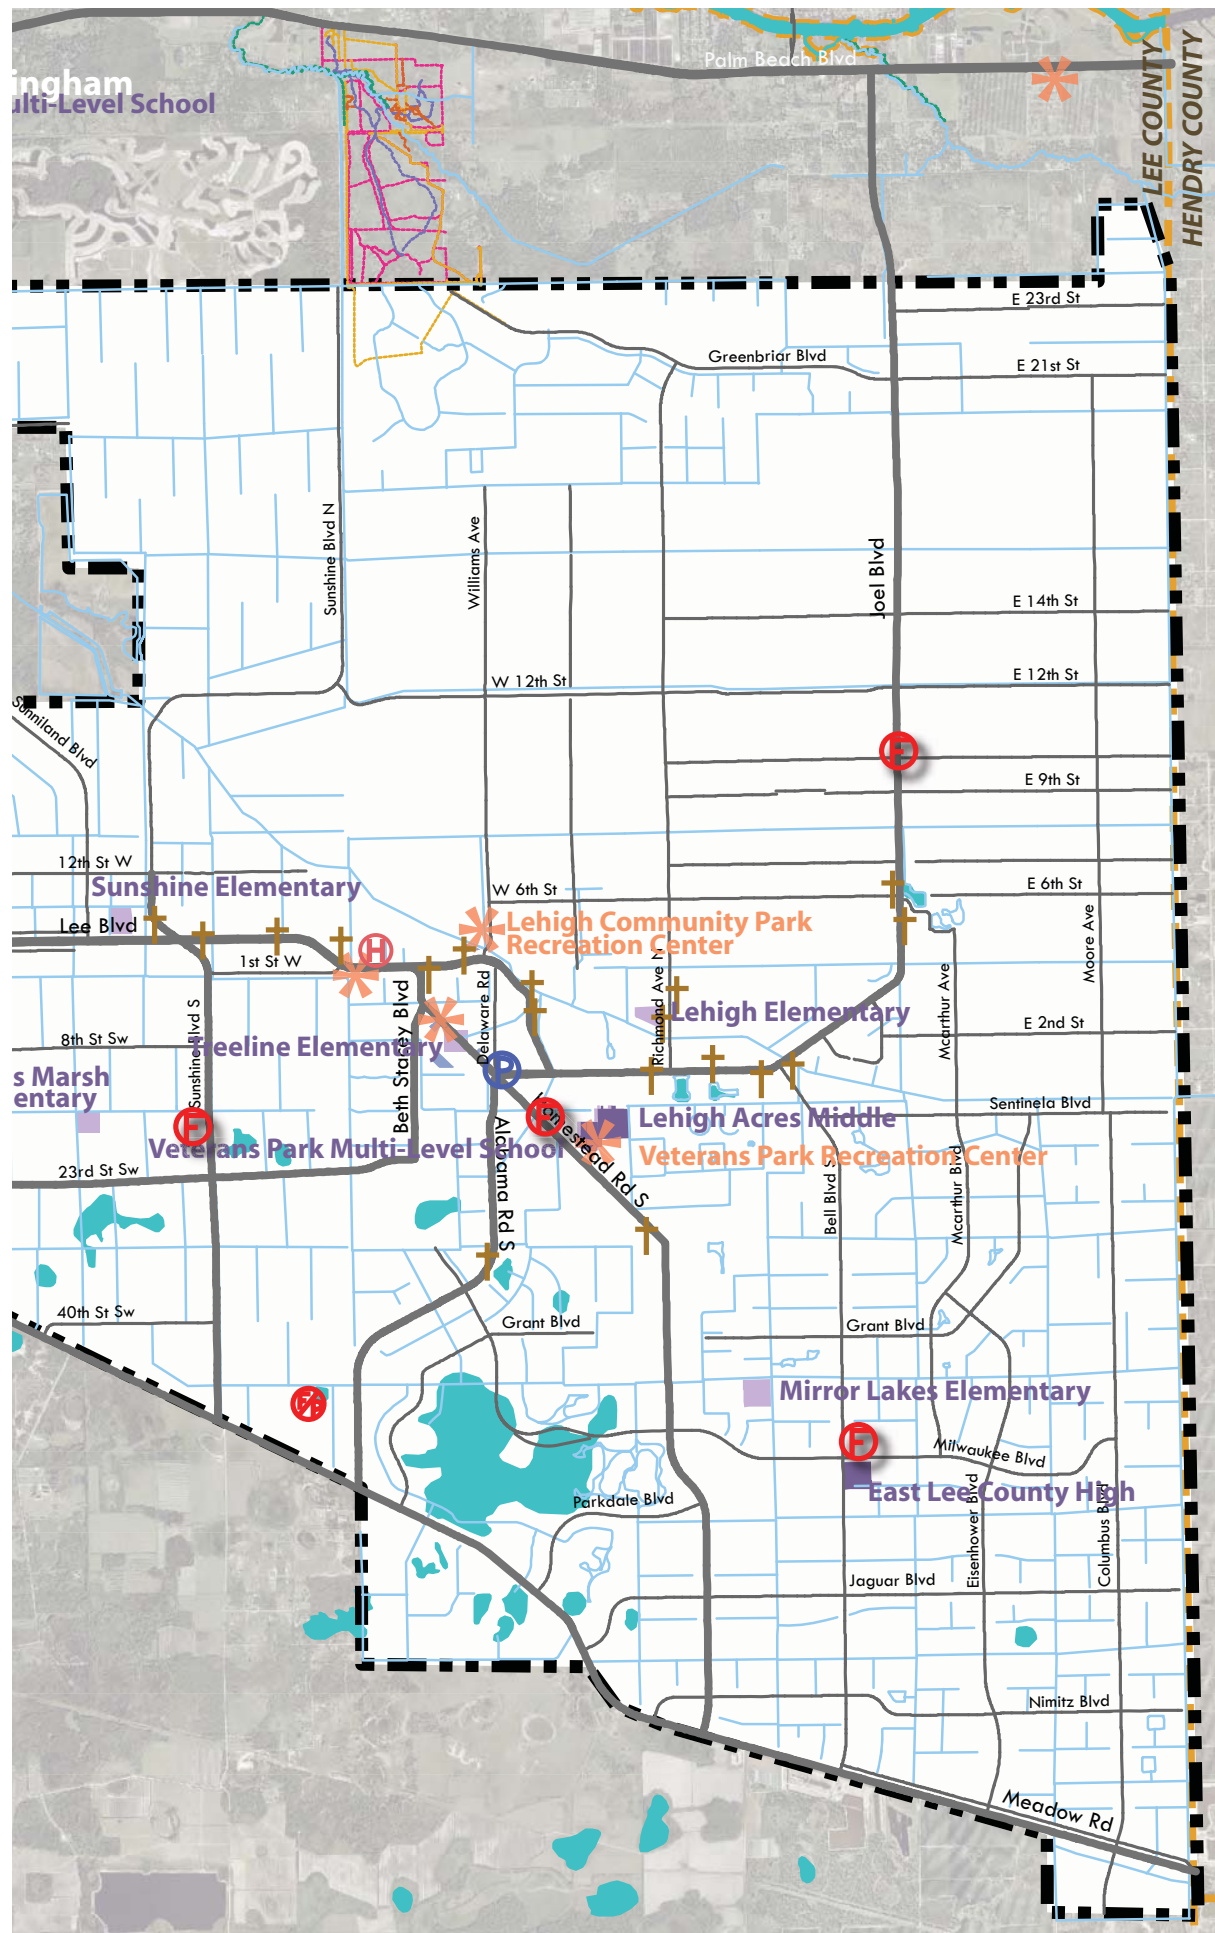 Palm Beach Blvd
ingham
ulti-Level School
LEE COUNTY
HENDRY COUNTY
E 23rd St
Greenbriar Blvd
E 21st St
Sunshine Blvd N
Williams Ave
Joel Blvd
E 14th St
W 12th St
E 12th St
Sunniland Blvd
F
E 9th St
12th St W
Sunshine Elementary
W 6th St
E 6th St
Lee Blvd
Lehigh Community Park
Recreation Center
Moore Ave
H
1st St W
Richmond Ave N
Mcarthur Ave
Sunshine Blvd S
Beth Stacey Blvd
Delaware Rd
Lehigh Elementary
E 2nd St
8th St Sw
Treeline Elementary
P
s Marsh
entary
Sentinela Blvd
F
F
Lehigh Acres Middle
Veterans Park Multi-Level School
Veterans Park Recreation Center
23rd St Sw
Alabama Rd S
Homestead Rd S
Bell Blvd S
Mcarthur Blvd
40th St Sw
Grant Blvd
Grant Blvd
Mirror Lakes Elementary
F
Milwaukee Blvd
East Lee County High
Parkdale Blvd
Eisenhower Blvd
Columbus Blvd
Jaguar Blvd
Nimitz Blvd
Meadow Rd